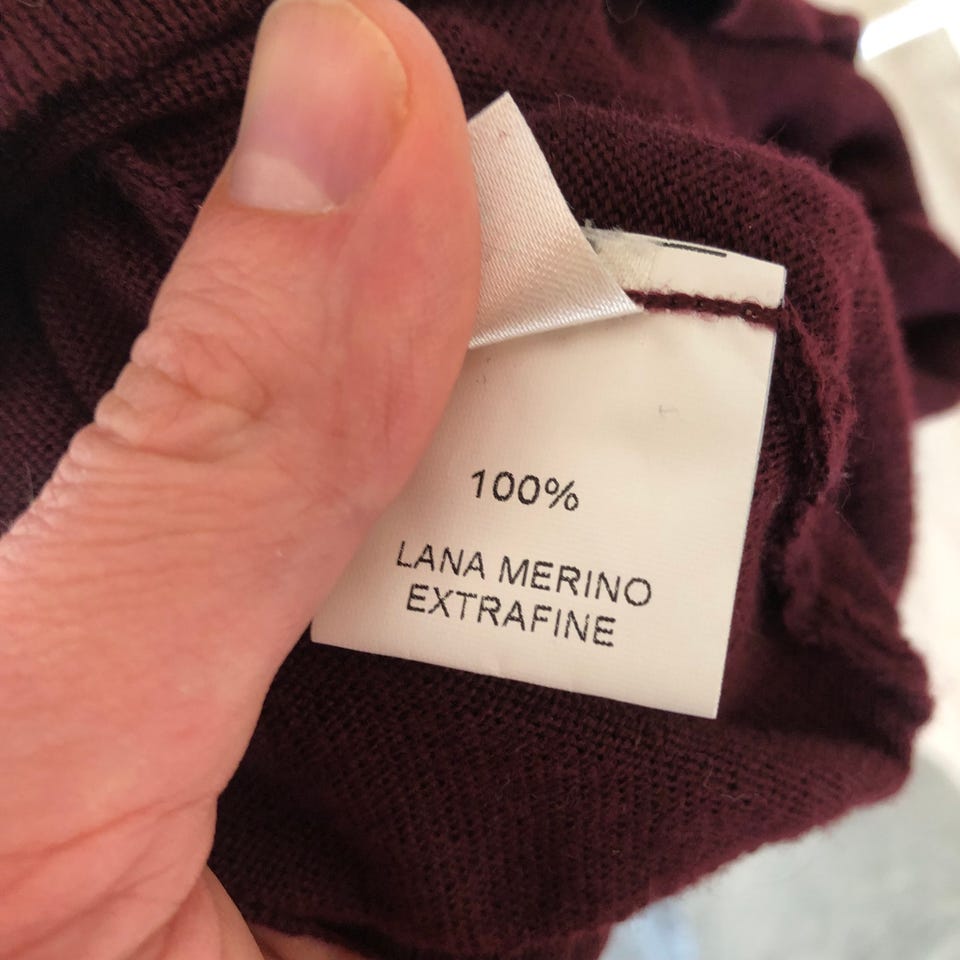 100%
LANA MERINO
EXTRAFINE